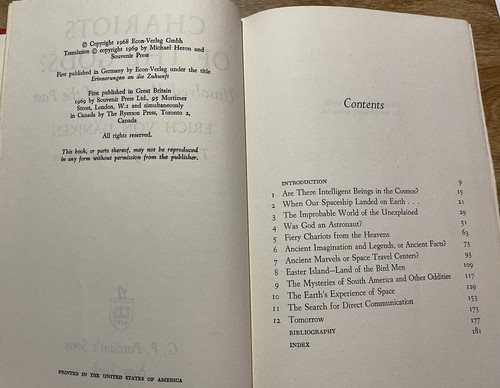 © Copyright 1968 Econ-Verlag Gmbh
Translation © copyright 1969 by Michael Heron and
Souvenir Press
First published in Germany by Econ-Verlag under the title
Erinnerungen an die Zukunft
First published in Great Britain
1969 by Souvenir Press Ltd., 95 Mortimer
Street, London, W.1 and simultaneously
in Canada by The Ryerson Press, Toronto 2,
Canada
All rights reserved.
This book, or parts thereof, may not be reproduced
in any form without permission from the publisher.
PRINTED IN THE UNITED STATES OF AMERICA
Contents
INTRODUCTION 9
1 Are There Intelligent Beings in the Cosmos? 15
2 When Our Spaceship Landed on Earth . . . 21
3 The Improbable World of the Unexplained 29
4 Was God an Astronaut? 51
5 Fiery Chariots from the Heavens 63
6 Ancient Imagination and Legends, or Ancient Facts? 73
7 Ancient Marvels or Space Travel Centers? 93
8 Easter Island—Land of the Bird Men 109
9 The Mysteries of South America and Other Oddities 117
10 The Earth's Experience of Space 129
11 The Search for Direct Communication 153
12 Tomorrow 173
BIBLIOGRAPHY 177
INDEX 181